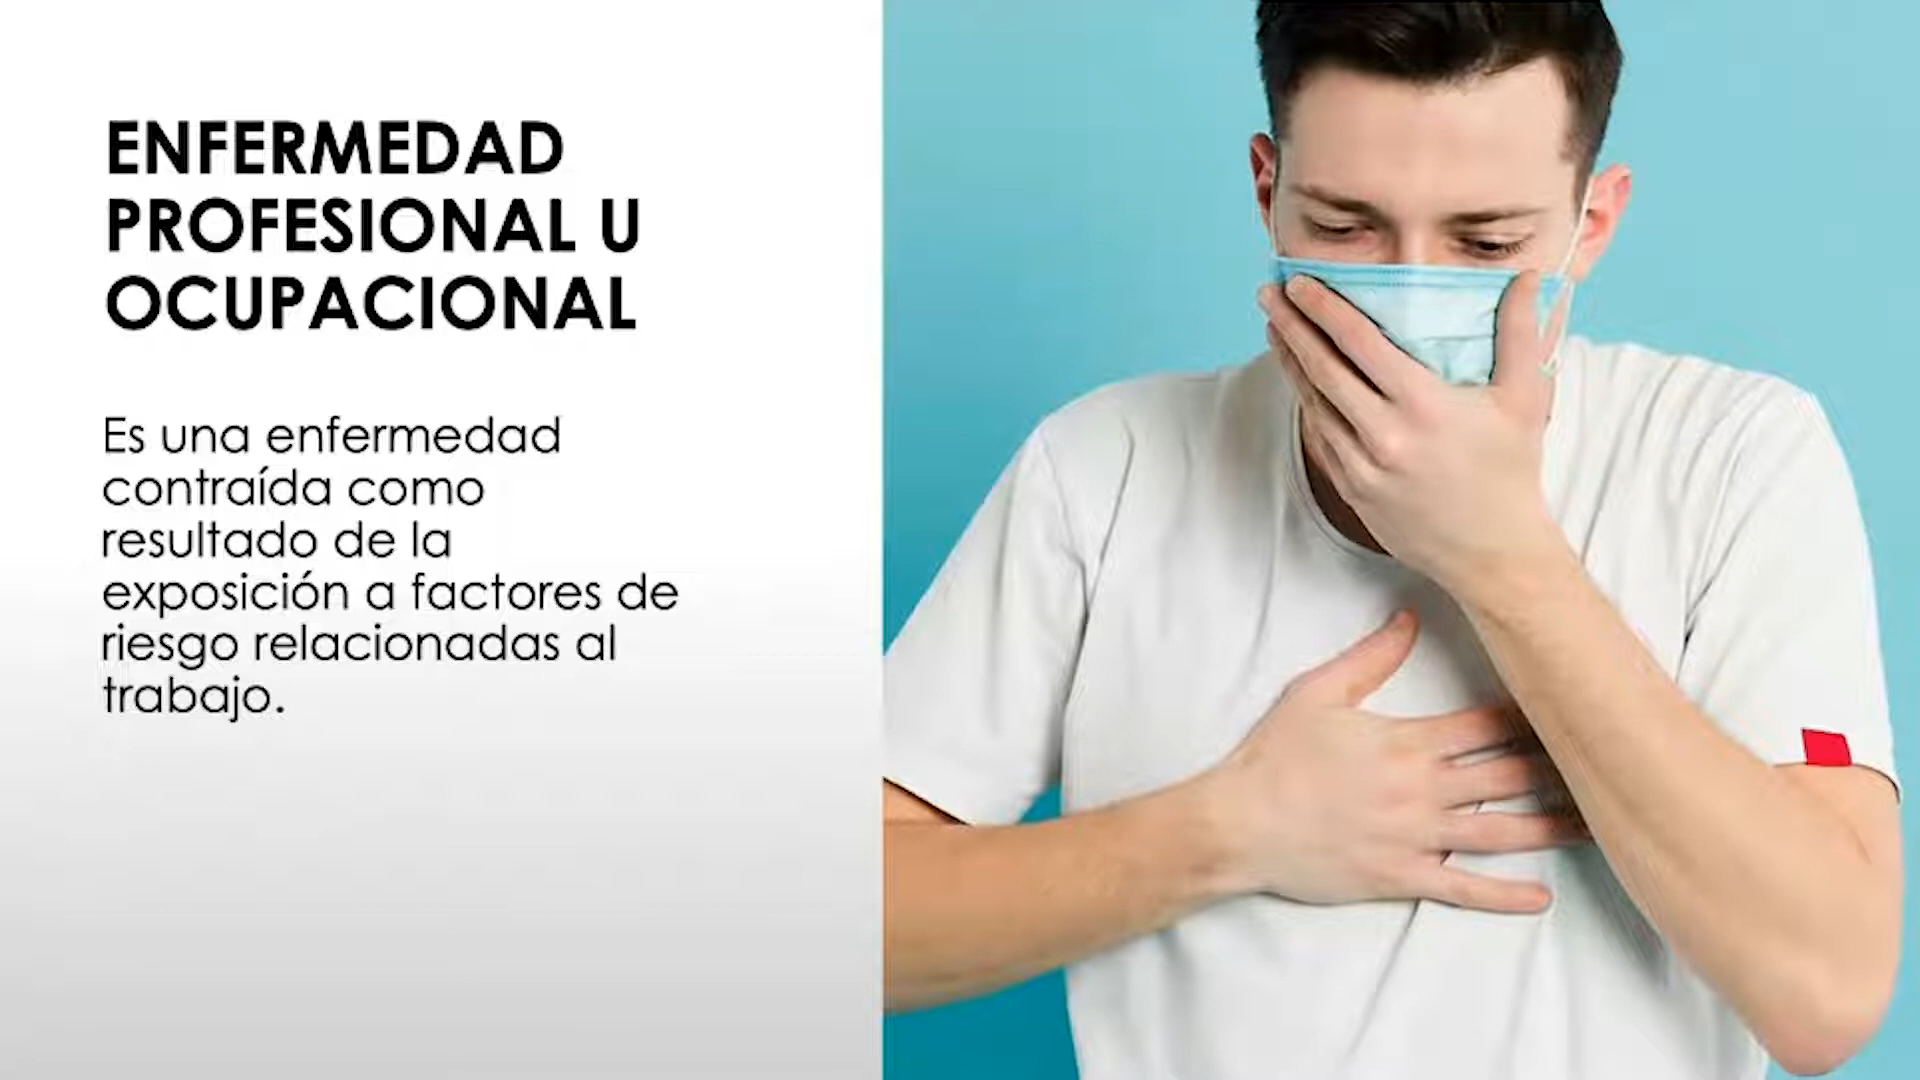 ENFERMEDAD
PROFESIONAL U
OCUPACIONAL
Es una enfermedad
contraída como
resultado de la
exposición a factores de
riesgo relacionadas al
trabajo.